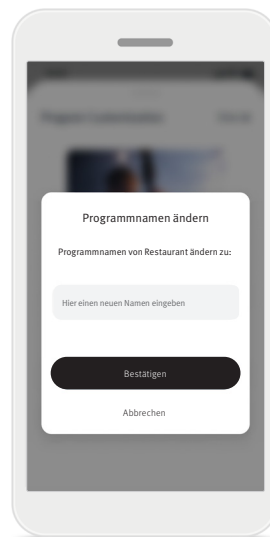 Programmnamen ändern
Programmnamen von Restaurant ändern zu:
Hier einen neuen Namen eingeben
Bestätigen
Abbrechen